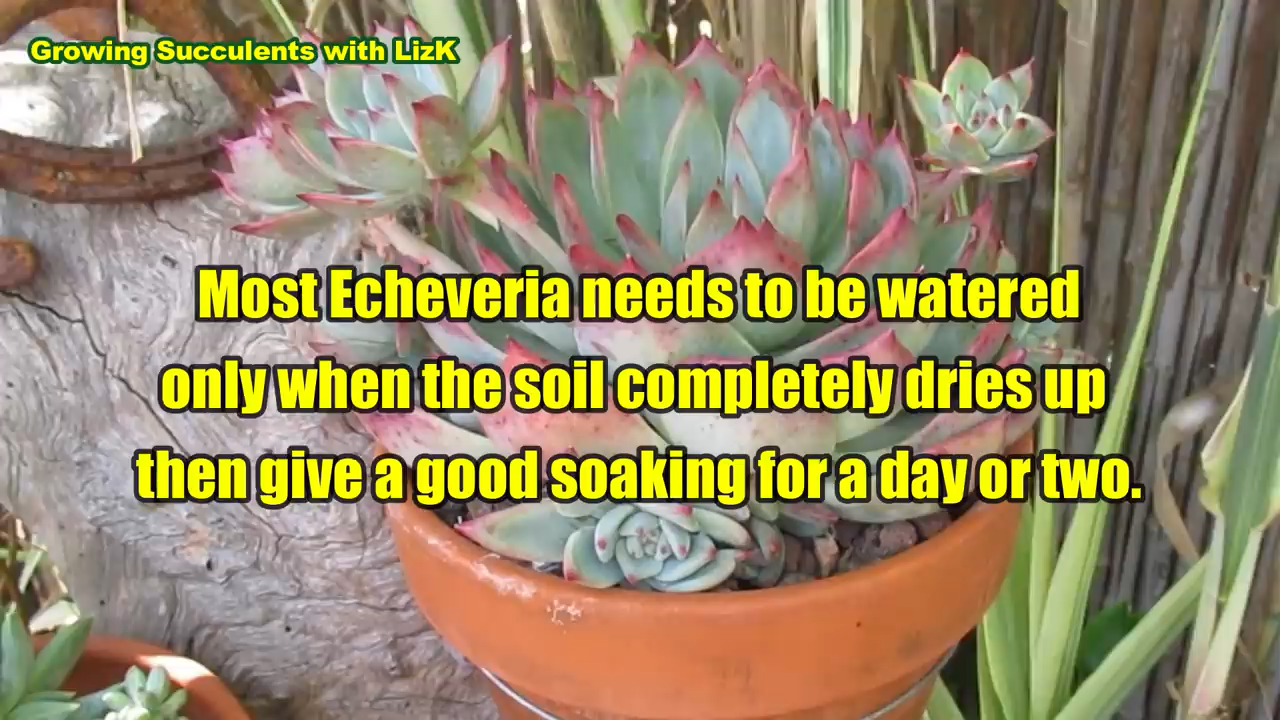 Growing Succulents with LizK
Most Echeveria needs to be watered
only when the soil completely dries up
then give a good soaking for a day or two.